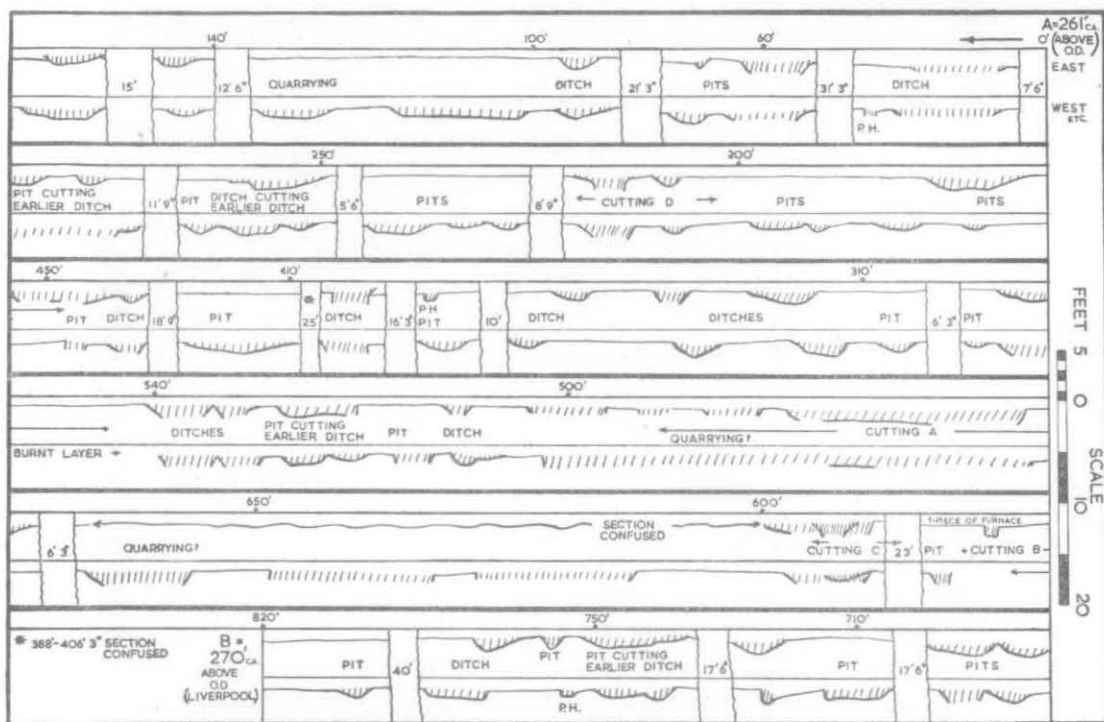 140'
100'
60'
A=261' CA.
0' (ABOVE O.D.)
EAST
15'
12' 6"
QUARRYING
DITCH
21' 3"
PITS
31' 3"
DITCH
7' 6"
WEST
ETC.
P.H.
250'
200'
PIT CUTTING
EARLIER DITCH
11' 9"
PIT
DITCH CUTTING
EARLIER DITCH
5' 6"
PITS
8' 9"
CUTTING D
PITS
PITS
450'
410'
310'
PIT
DITCH
18' 9"
PIT
*
25'
DITCH
16' 3"
PH
PIT
10'
DITCH
DITCHES
PIT
6' 3"
PIT
FEET
5
0
10
20
SCALE
540'
500'
DITCHES
PIT CUTTING
EARLIER DITCH
PIT
DITCH
QUARRYING?
CUTTING A
BURNT LAYER
650'
600'
6' 3"
QUARRYING?
SECTION
CONFUSED
CUTTING C
23'
?-PIECE OF FURNACE
PIT
+ CUTTING B
820'
750'
710'
* 388'-406' 3" SECTION
CONFUSED
B =
270' CA.
ABOVE
O.D
(LIVERPOOL)
PIT
40'
DITCH
PIT
PIT CUTTING
EARLIER DITCH
P.H.
17' 6"
PIT
17' 6"
PITS